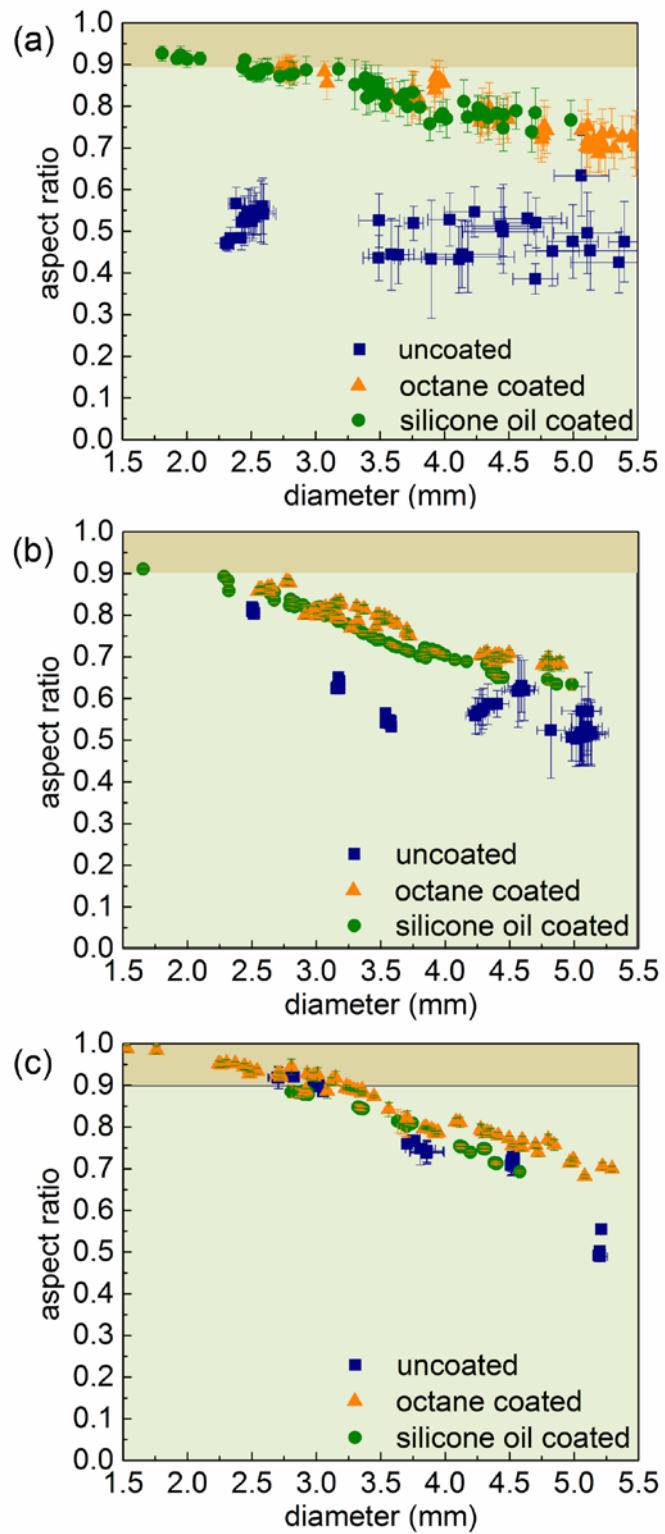 (a)
1.0
0.9
0.8
0.7
0.6
0.5
0.4
0.3
0.2
0.1
0.0
aspect ratio
uncoated
octane coated
silicone oil coated
1.5 2.0 2.5 3.0 3.5 4.0 4.5 5.0 5.5
diameter (mm)
(b)
1.0
0.9
0.8
0.7
0.6
0.5
0.4
0.3
0.2
0.1
0.0
aspect ratio
uncoated
octane coated
silicone oil coated
1.5 2.0 2.5 3.0 3.5 4.0 4.5 5.0 5.5
diameter (mm)
(c)
1.0
0.9
0.8
0.7
0.6
0.5
0.4
0.3
0.2
0.1
0.0
aspect ratio
uncoated
octane coated
silicone oil coated
1.5 2.0 2.5 3.0 3.5 4.0 4.5 5.0 5.5
diameter (mm)